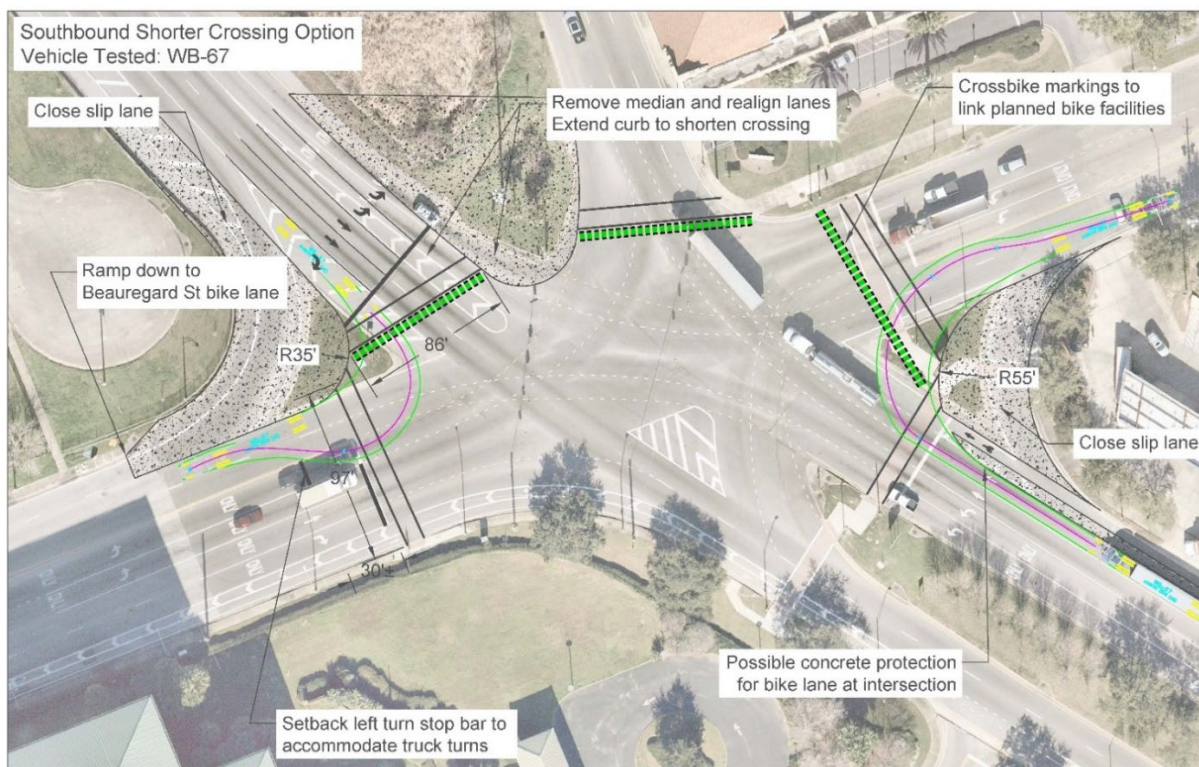 Southbound Shorter Crossing Option
Vehicle Tested: WB-67
Close slip lane
Remove median and realign lanes
Extend curb to shorten crossing
Crossbike markings to
link planned bike facilities
Ramp down to
Beauregard St bike lane
R35'
86'
R55'
Close slip lane
97'
30'±
Possible concrete protection
for bike lane at intersection
Setback left turn stop bar to
accommodate truck turns